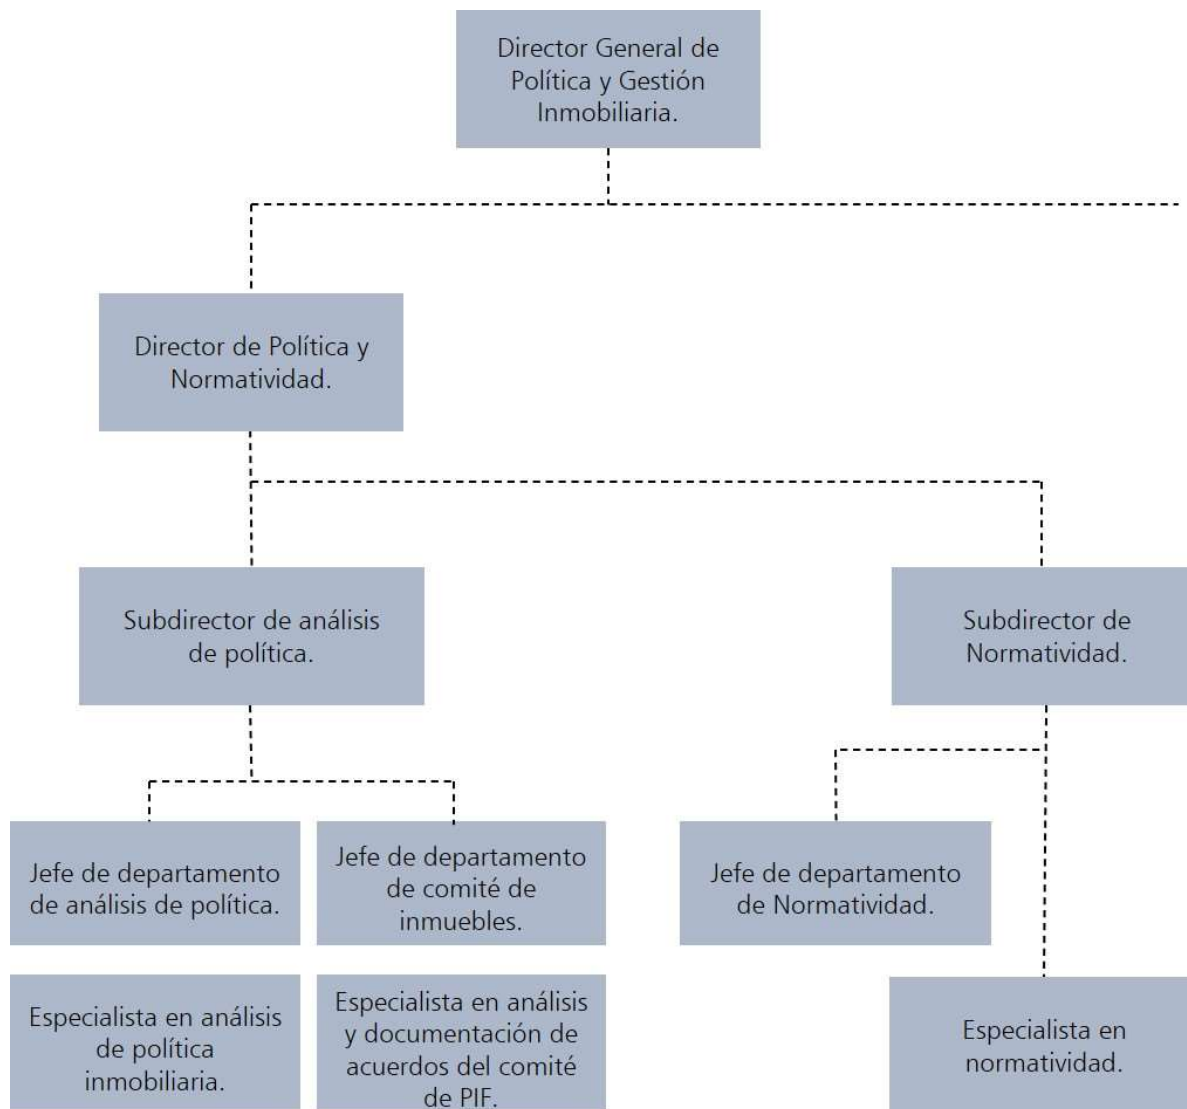 Director General de
Política y Gestión
Inmobiliaria.
Director de Política y
Normatividad.
Subdirector de análisis
de política.
Subdirector de
Normatividad.
Jefe de departamento
de análisis de política.
Jefe de departamento
de comité de
inmuebles.
Jefe de departamento
de Normatividad.
Especialista en análisis
de política
inmobiliaria.
Especialista en análisis
y documentación de
acuerdos del comité
de PIF.
Especialista en
normatividad.